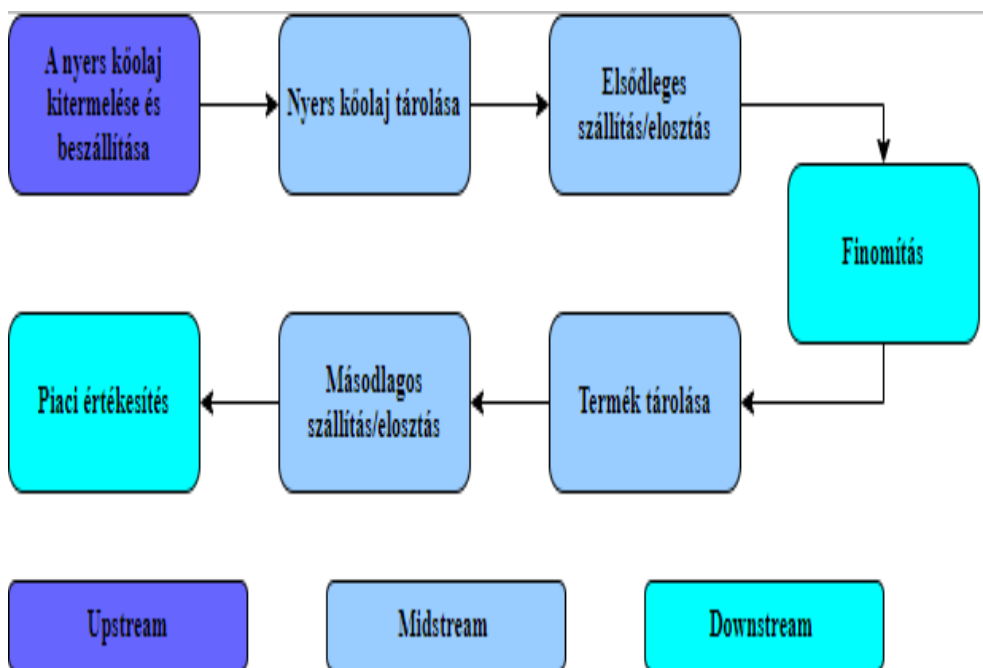 A nyers kőolaj
kitermelése és
beszállítása
Nyers kőolaj tárolása
Elsődleges
szállítás/elosztás
Finomítás
Termék tárolása
Másodlagos
szállítás/elosztás
Piaci értékesítés
Upstream
Midstream
Downstream